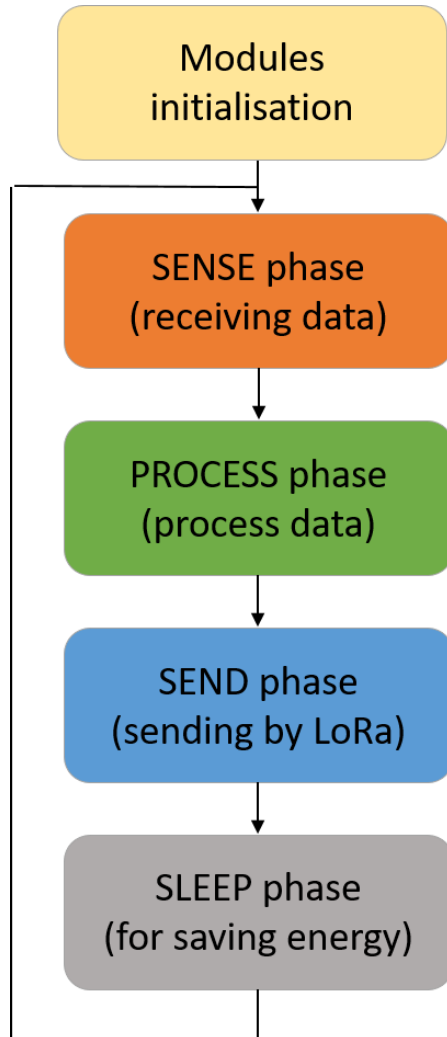 Modules
initialisation
SENSE phase
(receiving data)
PROCESS phase
(process data)
SEND phase
(sending by LoRa)
SLEEP phase
(for saving energy)